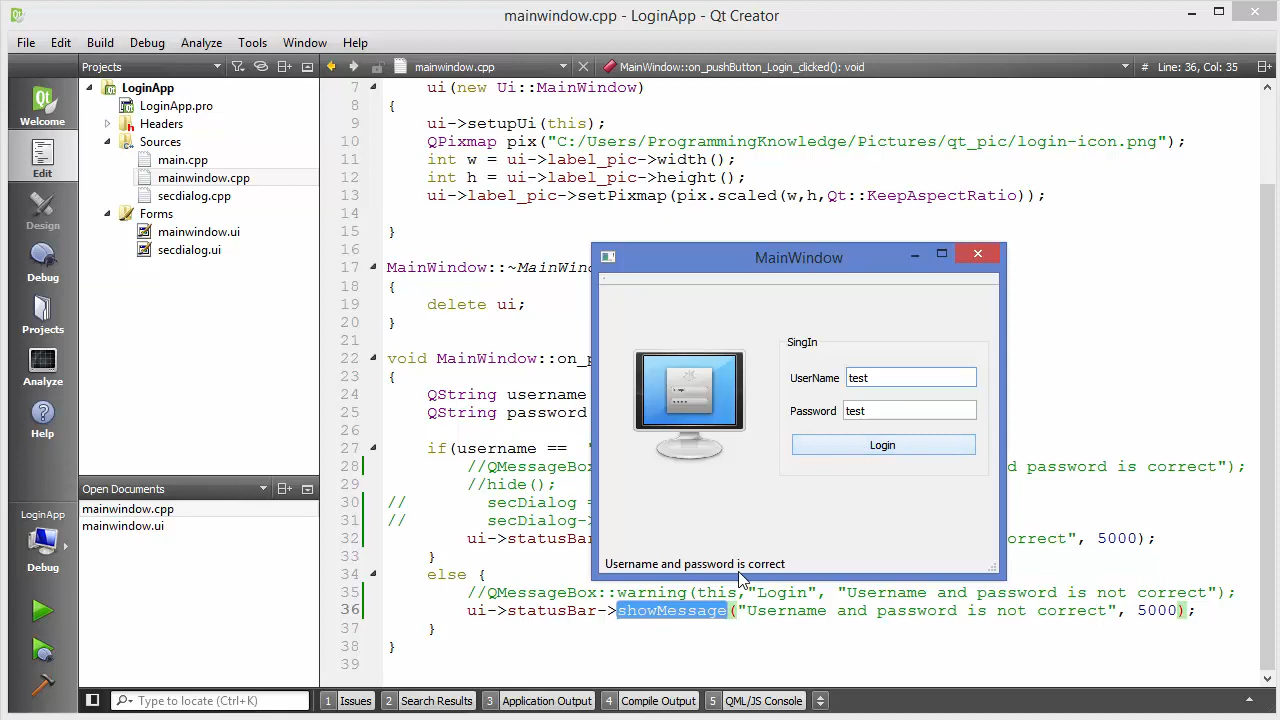 mainwindow.cpp - LoginApp - Qt Creator
File Edit Build Debug Analyze Tools Window Help
Projects mainwindow.cpp MainWindow::on_pushButton_Login_clicked(): void # Line: 36, Col: 35
Welcome
Edit
Design
Debug
Projects
Analyze
Help
LoginApp
Debug
LoginApp
LoginApp.pro
Headers
Sources
main.cpp
mainwindow.cpp
secdialog.cpp
Forms
mainwindow.ui
secdialog.ui
Open Documents
mainwindow.cpp
mainwindow.ui
7 ui(new Ui::MainWindow)
8 {
9 ui->setupUi(this);
10 QPixmap pix("C:/Users/ProgrammingKnowledge/Pictures/qt_pic/login-icon.png");
11 int w = ui->label_pic->width();
12 int h = ui->label_pic->height();
13 ui->label_pic->setPixmap(pix.scaled(w,h,Qt::KeepAspectRatio));
14
15 }
16
17 MainWindow::~MainWind
18 {
19 delete ui;
20 }
21
22 void MainWindow::on_p
23 {
24 QString username
25 QString password
26
27 if(username == "
28 //QMessageBox d password is correct");
29 //hide();
30 // secDialog =
31 // secDialog->
32 ui->statusBar orrect", 5000);
33 }
34 else {
35 //QMessageBox::warning(this,"Login", "Username and password is not correct");
36 ui->statusBar->showMessage("Username and password is not correct", 5000);
37 }
38 }
39
MainWindow
SingIn
UserName test
Password test
Login
Username and password is correct
Type to locate (Ctrl+K) 1 Issues 2 Search Results 3 Application Output 4 Compile Output 5 QML/JS Console